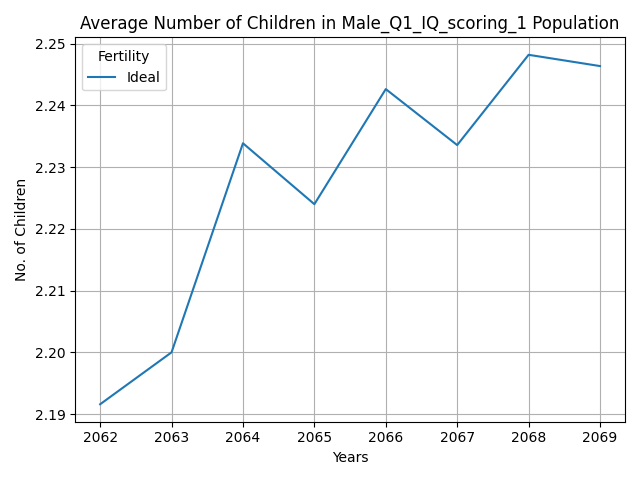 Average Number of Children in Male_Q1_IQ_scoring_1 Population
Fertility
Ideal
No. of Children
2.25
2.24
2.23
2.22
2.21
2.20
2.19
2062 2063 2064 2065 2066 2067 2068 2069
Years